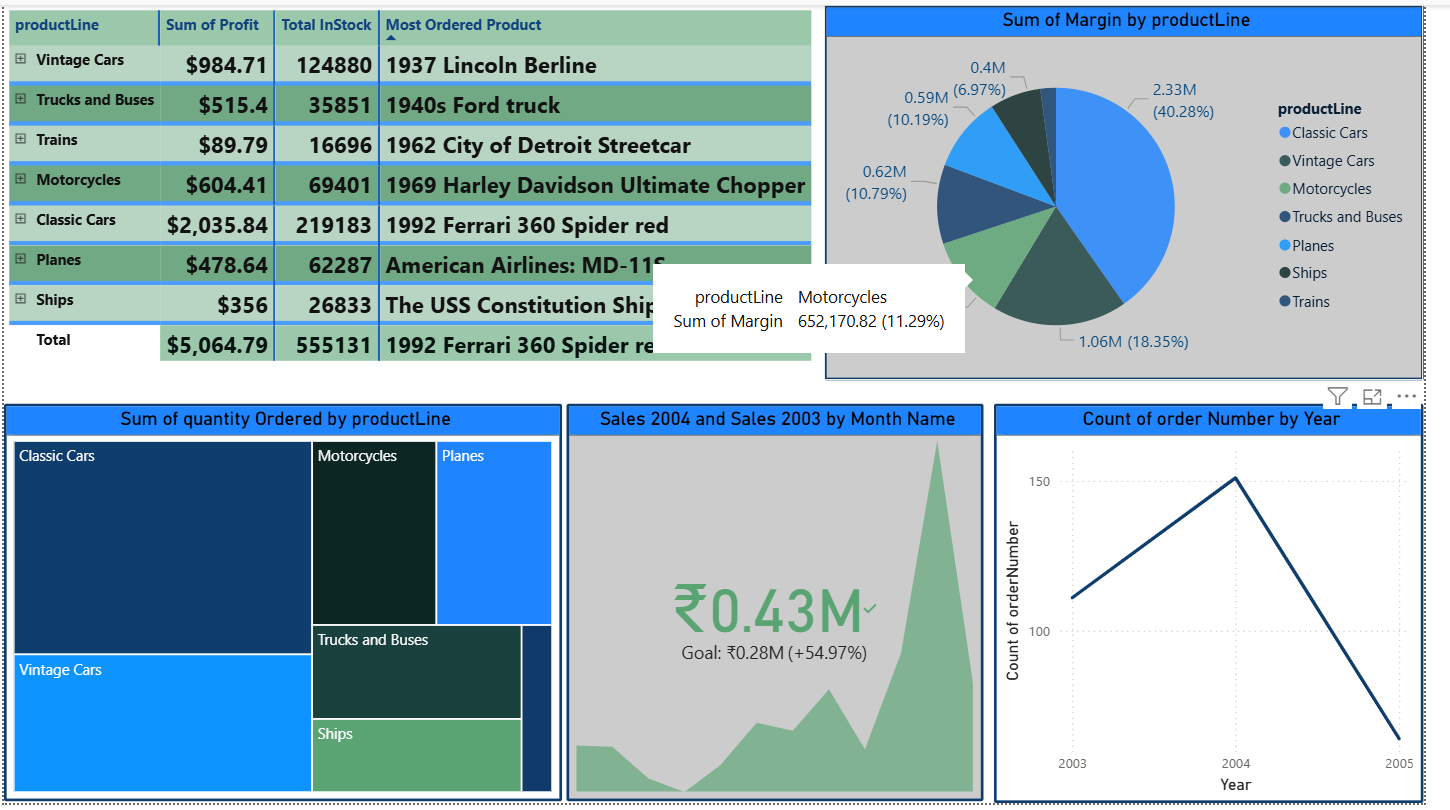 productLine Sum of Profit Total InStock Most Ordered Product
Vintage Cars $984.71 124880 1937 Lincoln Berline
Trucks and Buses $515.4 35851 1940s Ford truck
Trains $89.79 16696 1962 City of Detroit Streetcar
Motorcycles $604.41 69401 1969 Harley Davidson Ultimate Chopper
Classic Cars $2,035.84 219183 1992 Ferrari 360 Spider red
Planes $478.64 62287 American Airlines: MD-11S
Ships $356 26833 The USS Constitution Ship
Total $5,064.79 555131 1992 Ferrari 360 Spider re
Sum of Margin by productLine
0.4M
(6.97%)
0.59M
(10.19%)
0.62M
(10.79%)
2.33M
(40.28%)
1.06M (18.35%)
productLine
Classic Cars
Vintage Cars
Motorcycles
Trucks and Buses
Planes
Ships
Trains
productLine Motorcycles
Sum of Margin 652,170.82 (11.29%)
Sum of quantity Ordered by productLine
Classic Cars
Motorcycles
Planes
Vintage Cars
Trucks and Buses
Ships
Sales 2004 and Sales 2003 by Month Name
₹0.43M
Goal: ₹0.28M (+54.97%)
Count of order Number by Year
Count of orderNumber
150
100
2003 2004 2005
Year